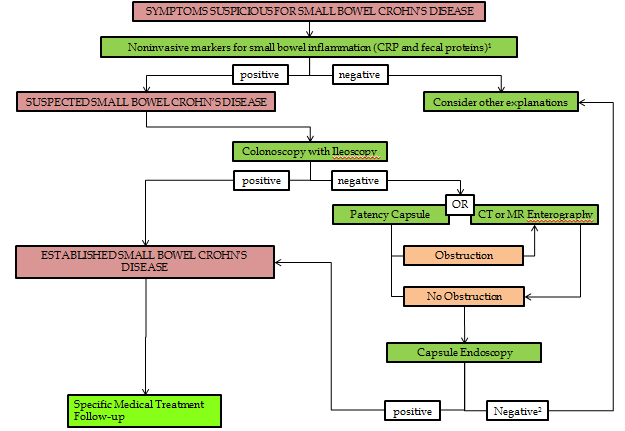 SYMPTOMS SUSPICIOUS FOR SMALL BOWEL CROHN'S DISEASE
Noninvasive markers for small bowel inflammation (CRP and fecal proteins)¹
positive
negative
SUSPECTED SMALL BOWEL CROHN'S DISEASE
Consider other explanations
Colonoscopy with Ileoscopy
positive
negative
OR
Patency Capsule
CT or MR Enterography
ESTABLISHED SMALL BOWEL CROHN'S
DISEASE
Obstruction
No Obstruction
Capsule Endoscopy
Specific Medical Treatment
Follow-up
positive
Negative²